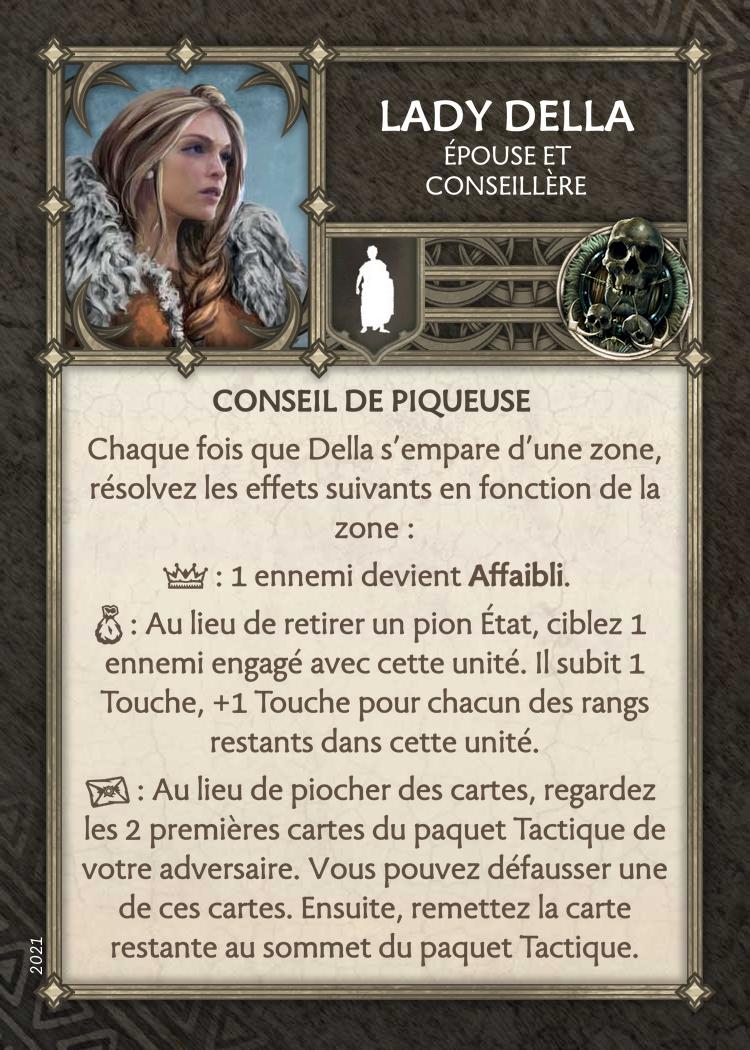 LADY DELLA
ÉPOUSE ET
CONSEILLÈRE
CONSEIL DE PIQUEUSE
Chaque fois que Della s’empare d’une zone,
résolvez les effets suivants en fonction de la
zone :
: 1 ennemi devient Affaibli.
: Au lieu de retirer un pion État, ciblez 1
ennemi engagé avec cette unité. Il subit 1
Touche, +1 Touche pour chacun des rangs
restants dans cette unité.
: Au lieu de piocher des cartes, regardez
les 2 premières cartes du paquet Tactique de
votre adversaire. Vous pouvez défausser une
de ces cartes. Ensuite, remettez la carte
restante au sommet du paquet Tactique.
2021